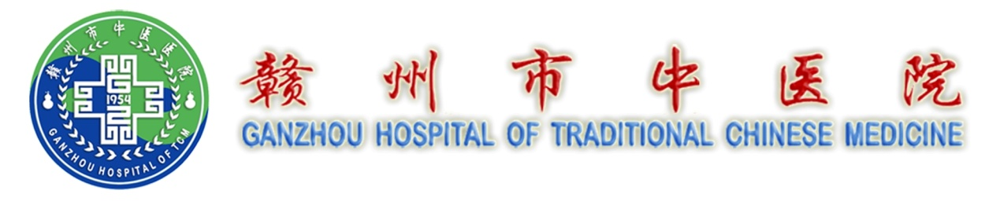 赣州市中医医院
1954
GANZHOU HOSPITAL OF TCM
赣州市中医院
GANZHOU HOSPITAL OF TRADITIONAL CHINESE MEDICINE